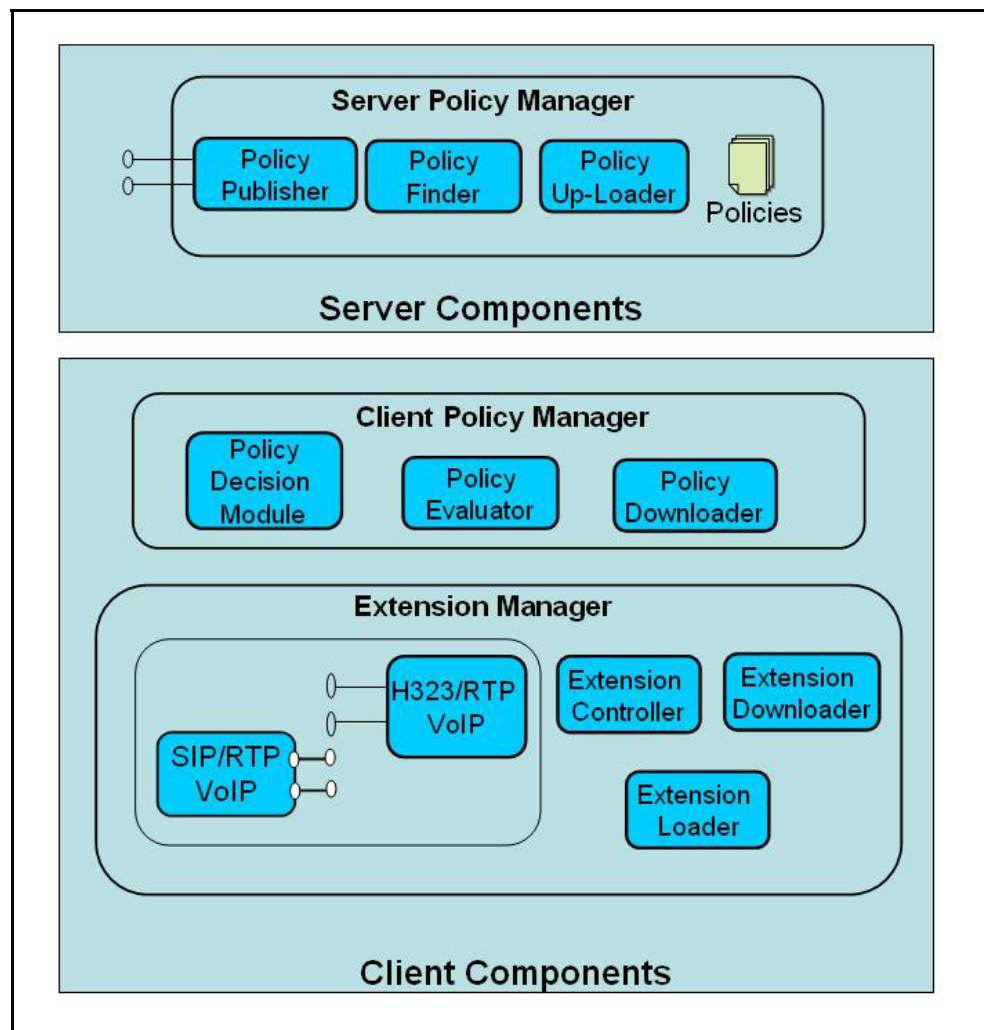 Server Policy Manager
Policy
Publisher
Policy
Finder
Policy
Up-Loader
Policies
Server Components
Client Policy Manager
Policy
Decision
Module
Policy
Evaluator
Policy
Downloader
Extension Manager
H323/RTP
VoIP
SIP/RTP
VoIP
Extension
Controller
Extension
Downloader
Extension
Loader
Client Components